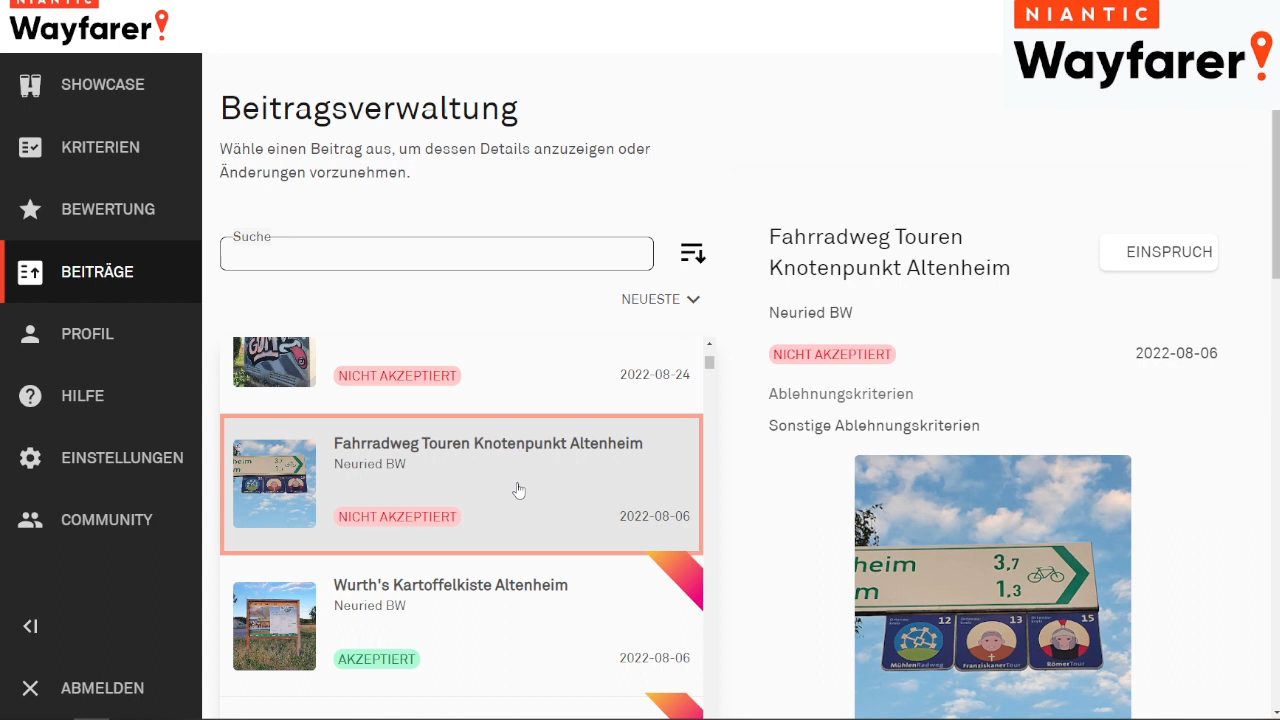 NIANTIC
Wayfarer!
NIANTIC
Wayfarer!
SHOWCASE
KRITERIEN
BEWERTUNG
BEITRÄGE
PROFIL
HILFE
EINSTELLUNGEN
COMMUNITY
ABMELDEN
Beitragsverwaltung
Wähle einen Beitrag aus, um dessen Details anzuzeigen oder
Änderungen vorzunehmen.
Suche
NEUESTE
NICHT AKZEPTIERT
2022-08-24
Fahrradweg Touren Knotenpunkt Altenheim
Neuried BW
NICHT AKZEPTIERT
2022-08-06
Wurth's Kartoffelkiste Altenheim
Neuried BW
AKZEPTIERT
2022-08-06
Fahrradweg Touren
Knotenpunkt Altenheim
EINSPRUCH
Neuried BW
NICHT AKZEPTIERT
2022-08-06
Ablehnungskriterien
Sonstige Ablehnungskriterien
heim 3,7
m 1,3
12
13
15
MühlenRadweg
FranziskanerTour
RömerTour